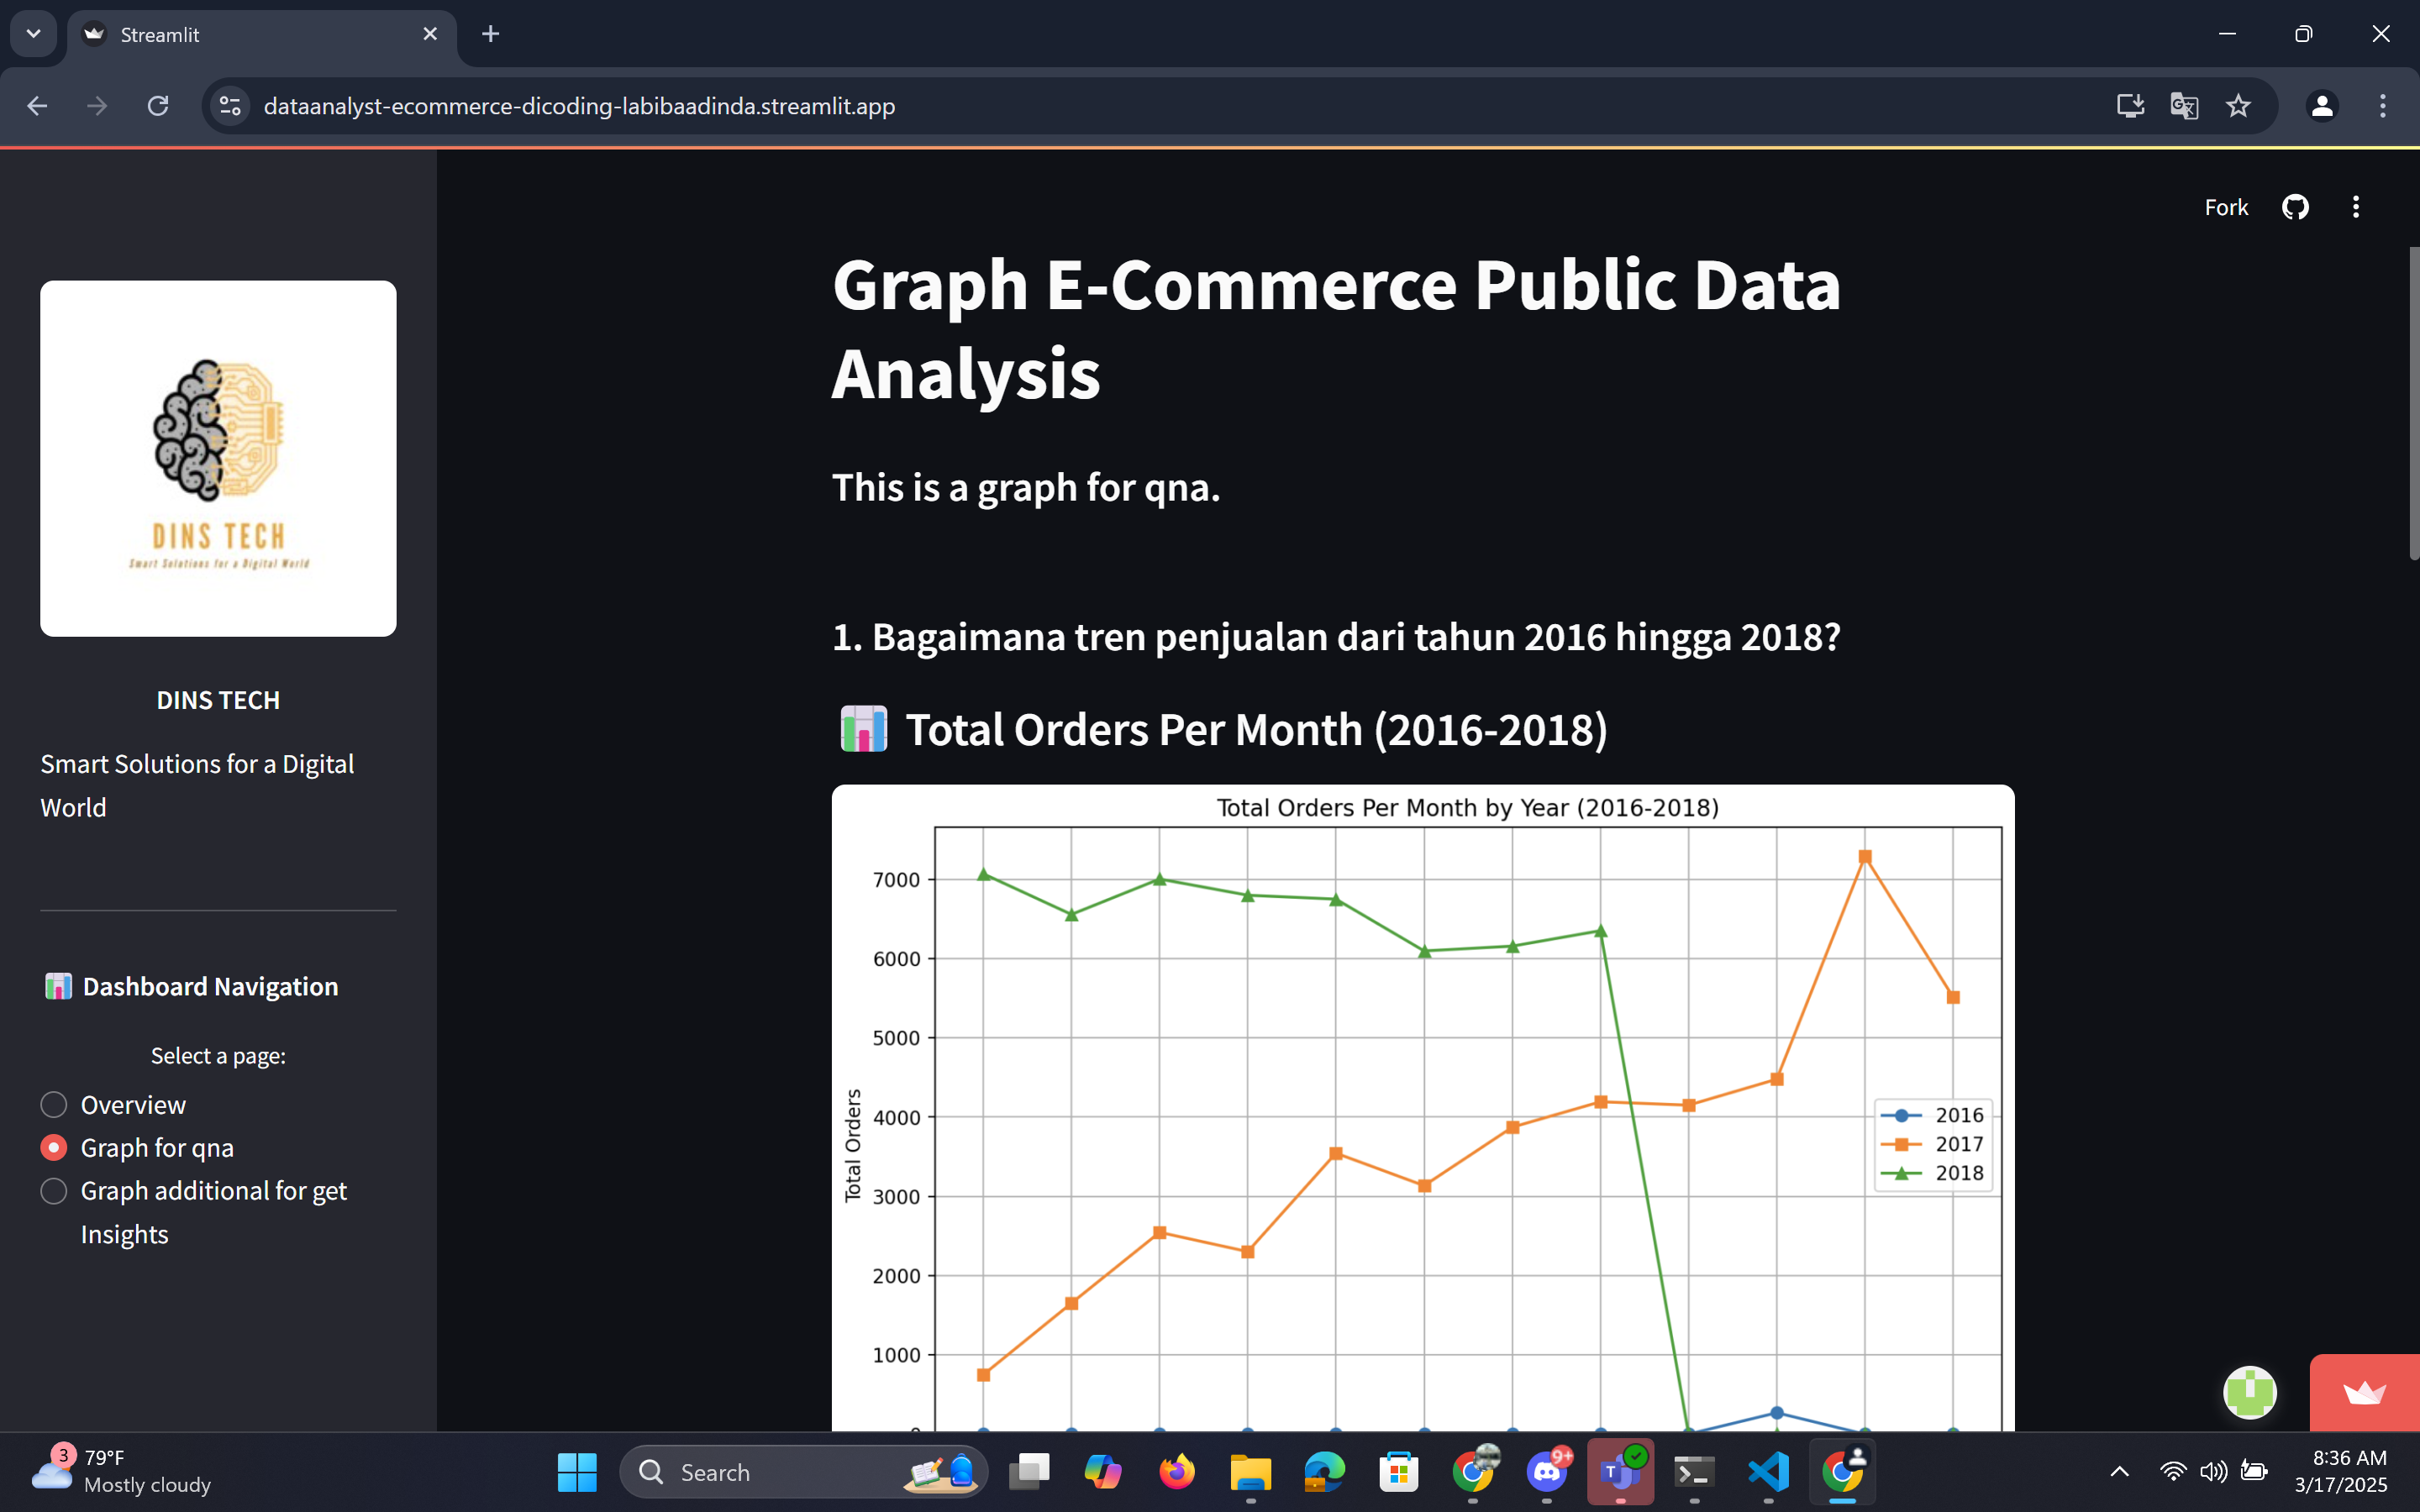 Streamlit
dataanalyst-ecommerce-dicoding-labibaadinda.streamlit.app
Fork
DINS TECH
Smart Solutions for a Digital World
DINS TECH
Smart Solutions for a Digital
World
Dashboard Navigation
Select a page:
Overview
Graph for qna
Graph additional for get
Insights
Graph E-Commerce Public Data
Analysis
This is a graph for qna.
1. Bagaimana tren penjualan dari tahun 2016 hingga 2018?
Total Orders Per Month (2016-2018)
Total Orders Per Month by Year (2016-2018)
7000
6000
5000
4000
3000
2000
1000
Total Orders
2016
2017
2018
3
79°F
Mostly cloudy
Search
9+
T
8:36 AM
3/17/2025